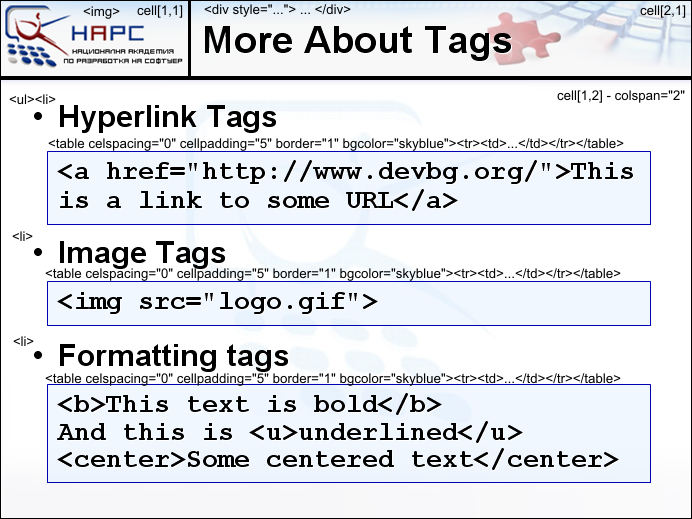 <img> cell[1,1] <div style="..."> ... </div> cell[2,1]
НАРС
НАЦИОНАЛНА АКАДЕМИЯ
ПО РАЗРАБОТКА НА СОФТУЕР
More About Tags
cell[1,2] - colspan="2"
<ul><li>
• Hyperlink Tags
<table celspacing="0" cellpadding="5" border="1" bgcolor="skyblue"><tr><td>...</td></tr></table>
<a href="http://www.devbg.org/">This
is a link to some URL</a>
<li>
• Image Tags
<table celspacing="0" cellpadding="5" border="1" bgcolor="skyblue"><tr><td>...</td></tr></table>
<img src="logo.gif">
<li>
• Formatting tags
<table celspacing="0" cellpadding="5" border="1" bgcolor="skyblue"><tr><td>...</td></tr></table>
<b>This text is bold</b>
And this is <u>underlined</u>
<center>Some centered text</center>